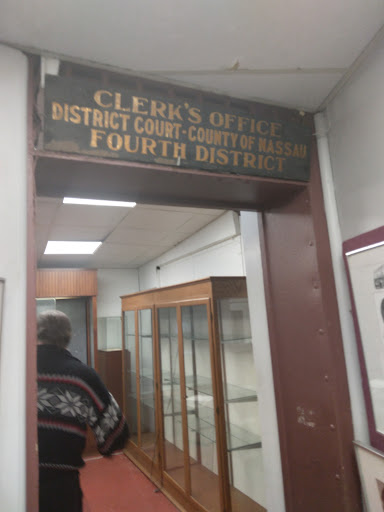 CLERK'S OFFICE
DISTRICT COURT-COUNTY OF NASSAU
FOURTH DISTRICT